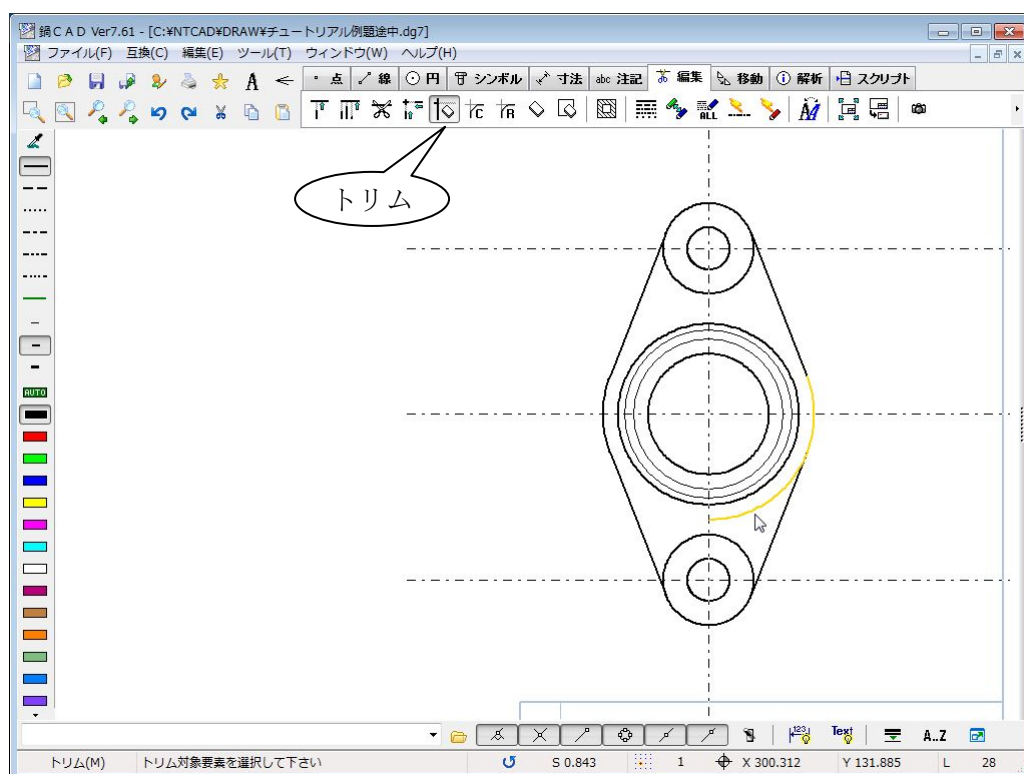 鍋CAD Ver7.61 - [C:¥NTCAD¥DRAW¥チュートリアル例題途中.dg7]
ファイル(F) 互換(C) 編集(E) ツール(T) ウィンドウ(W) ヘルプ(H)
点 線 円 シンボル 寸法 abc 注記 編集 移動 解析 スクリプト
ALL
トリム
AUTO
123 Text A..Z
トリム(M) トリム対象要素を選択して下さい S 0.843 1 X 300.312 Y 131.885 L 28